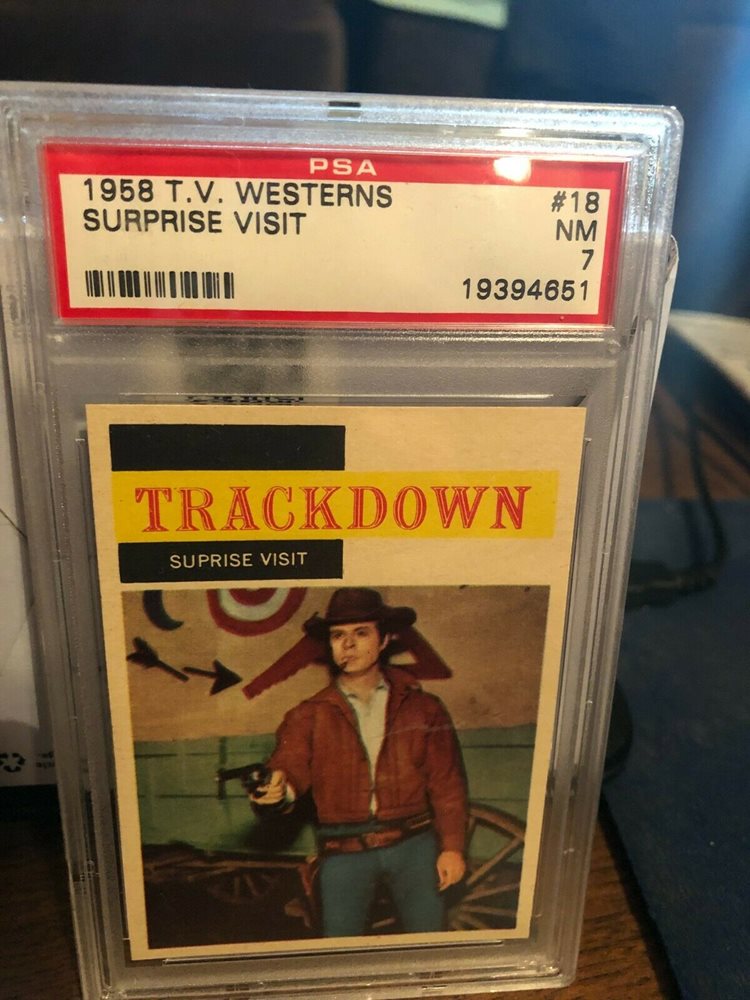 PSA
1958 T.V. WESTERNS #18
SURPRISE VISIT NM
7
19394651
TRACKDOWN
SUPRISE VISIT